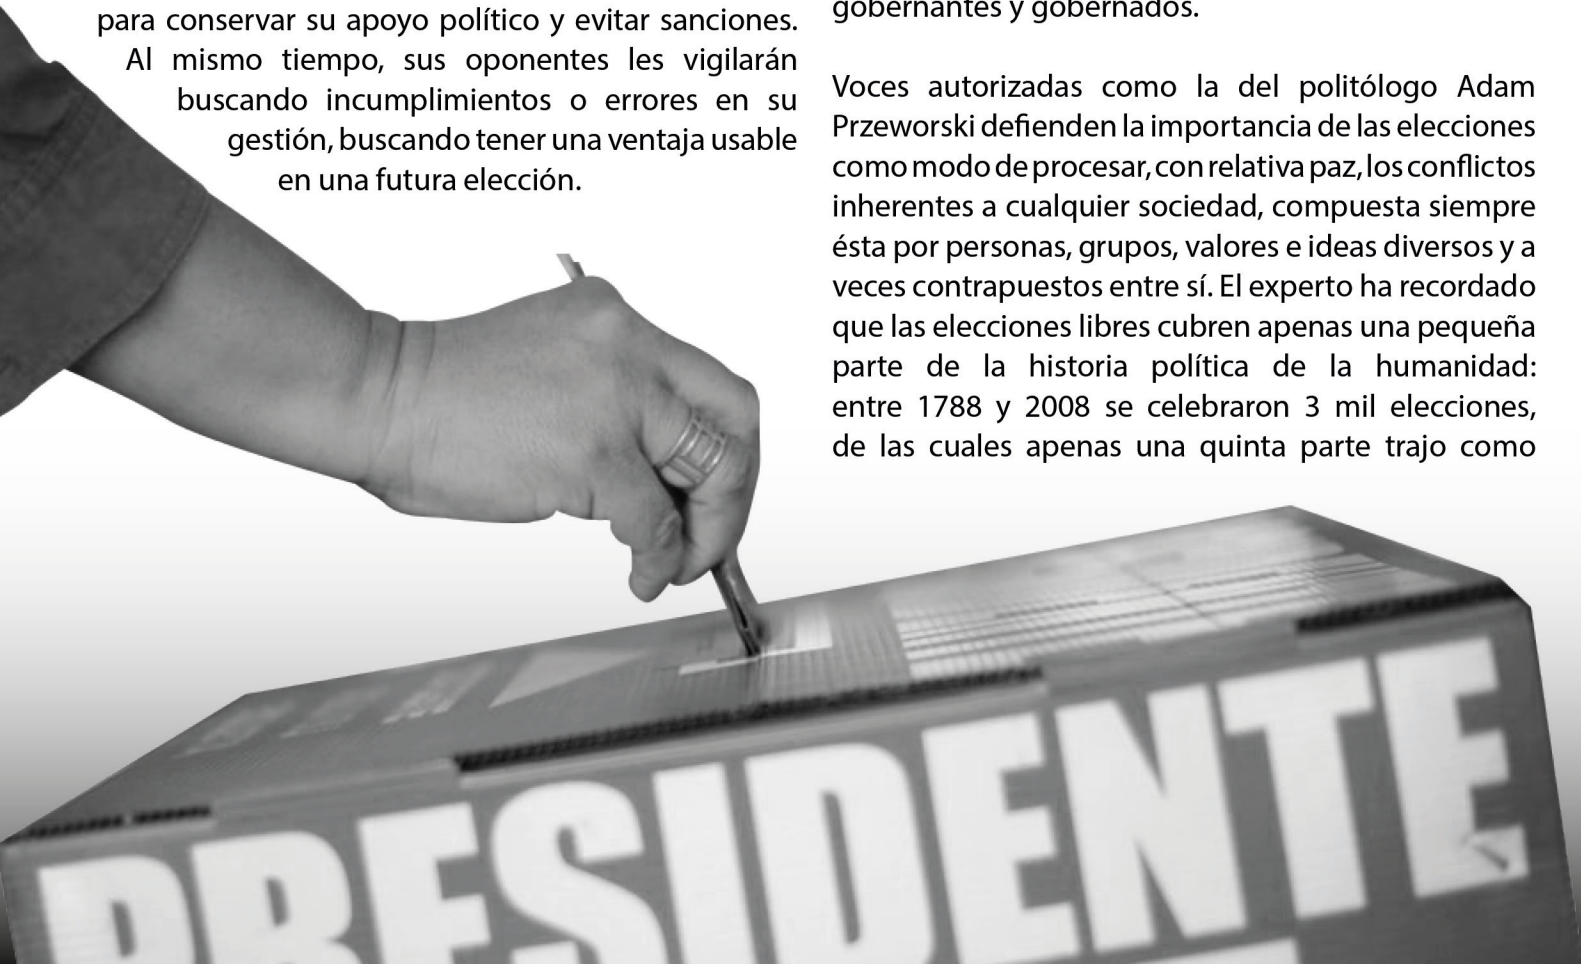 para conservar su apoyo político y evitar sanciones.
Al mismo tiempo, sus oponentes les vigilarán
buscando incumplimientos o errores en su
gestión, buscando tener una ventaja usable
en una futura elección.
gobernantes y gobernados.
Voces autorizadas como la del politólogo Adam
Przeworski defienden la importancia de las elecciones
como modo de procesar, con relativa paz, los conflictos
inherentes a cualquier sociedad, compuesta siempre
ésta por personas, grupos, valores e ideas diversos y a
veces contrapuestos entre sí. El experto ha recordado
que las elecciones libres cubren apenas una pequeña
parte de la historia política de la humanidad:
entre 1788 y 2008 se celebraron 3 mil elecciones,
de las cuales apenas una quinta parte trajo como
PRESIDENTE